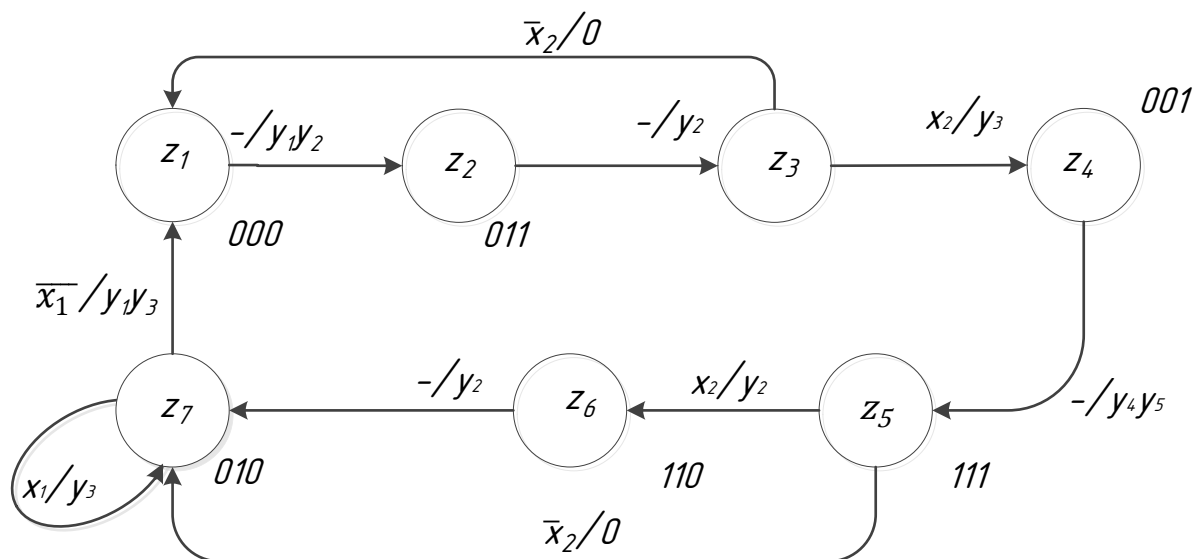 x̄₂/0
001
z₁
-/y₁y₂
z₂
-/y₂
z₃
x₂/y₃
z₄
000
011
x̄₁/y₁y₃
-/y₂
x₂/y₂
-/y₄y₅
z₇
z₆
z₅
x₁/y₃
010
110
111
x̄₂/0